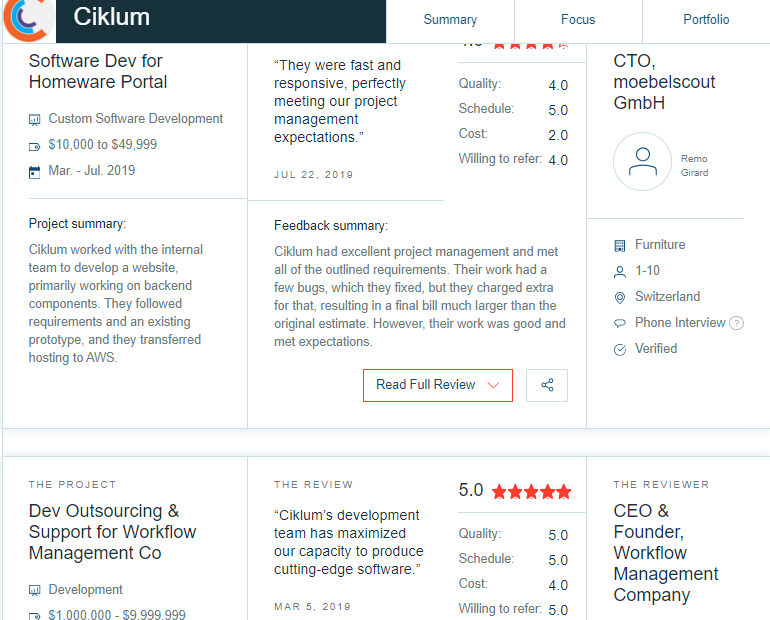 Ciklum
Summary
Focus
Portfolio
Software Dev for
Homeware Portal
Custom Software Development
$10,000 to $49,999
Mar. - Jul. 2019
Project summary:
Ciklum worked with the internal
team to develop a website,
primarily working on backend
components. They followed
requirements and an existing
prototype, and they transferred
hosting to AWS.
“They were fast and
responsive, perfectly
meeting our project
management
expectations.”
JUL 22, 2019
Quality: 4.0
Schedule: 5.0
Cost: 2.0
Willing to refer: 4.0
Feedback summary:
Ciklum had excellent project management and met
all of the outlined requirements. Their work had a
few bugs, which they fixed, but they charged extra
for that, resulting in a final bill much larger than the
original estimate. However, their work was good and
met expectations.
Read Full Review
CTO,
moebelscout
GmbH
Remo
Girard
Furniture
1-10
Switzerland
Phone Interview ?
Verified
THE PROJECT
Dev Outsourcing &
Support for Workflow
Management Co
Development
$1,000,000 - $9,999,999
THE REVIEW
“Ciklum’s development
team has maximized
our capacity to produce
cutting-edge software.”
MAR 5, 2019
5.0
Quality: 5.0
Schedule: 5.0
Cost: 4.0
Willing to refer: 5.0
THE REVIEWER
CEO &
Founder,
Workflow
Management
Company